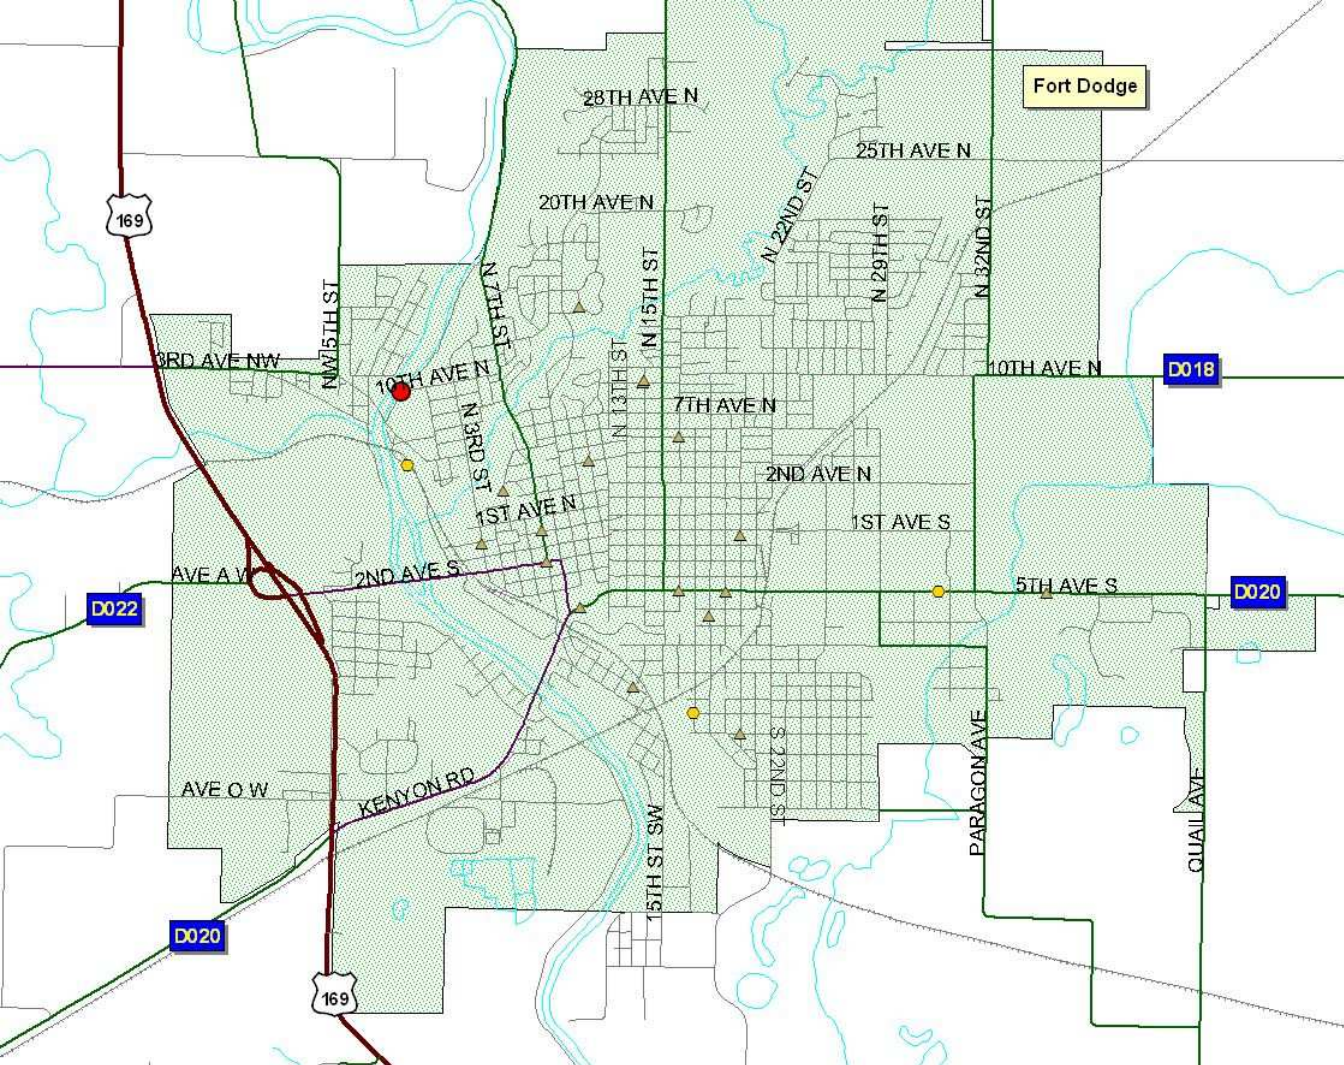 Fort Dodge
28TH AVE N
25TH AVE N
20TH AVE N
N 22ND ST
N 29TH ST
N 32ND ST
169
N 7TH ST
N 15TH ST
NW 5TH ST
3RD AVE NW
10TH AVE N
10TH AVE N
D018
N 13TH ST
7TH AVE N
N 3RD ST
2ND AVE N
1ST AVE N
1ST AVE S
AVE A W
2ND AVE S
5TH AVE S
D020
D022
S 22ND ST
PARAGON AVE
QUAIL AVE
AVE O W
KENYON RD
15TH ST SW
D020
169